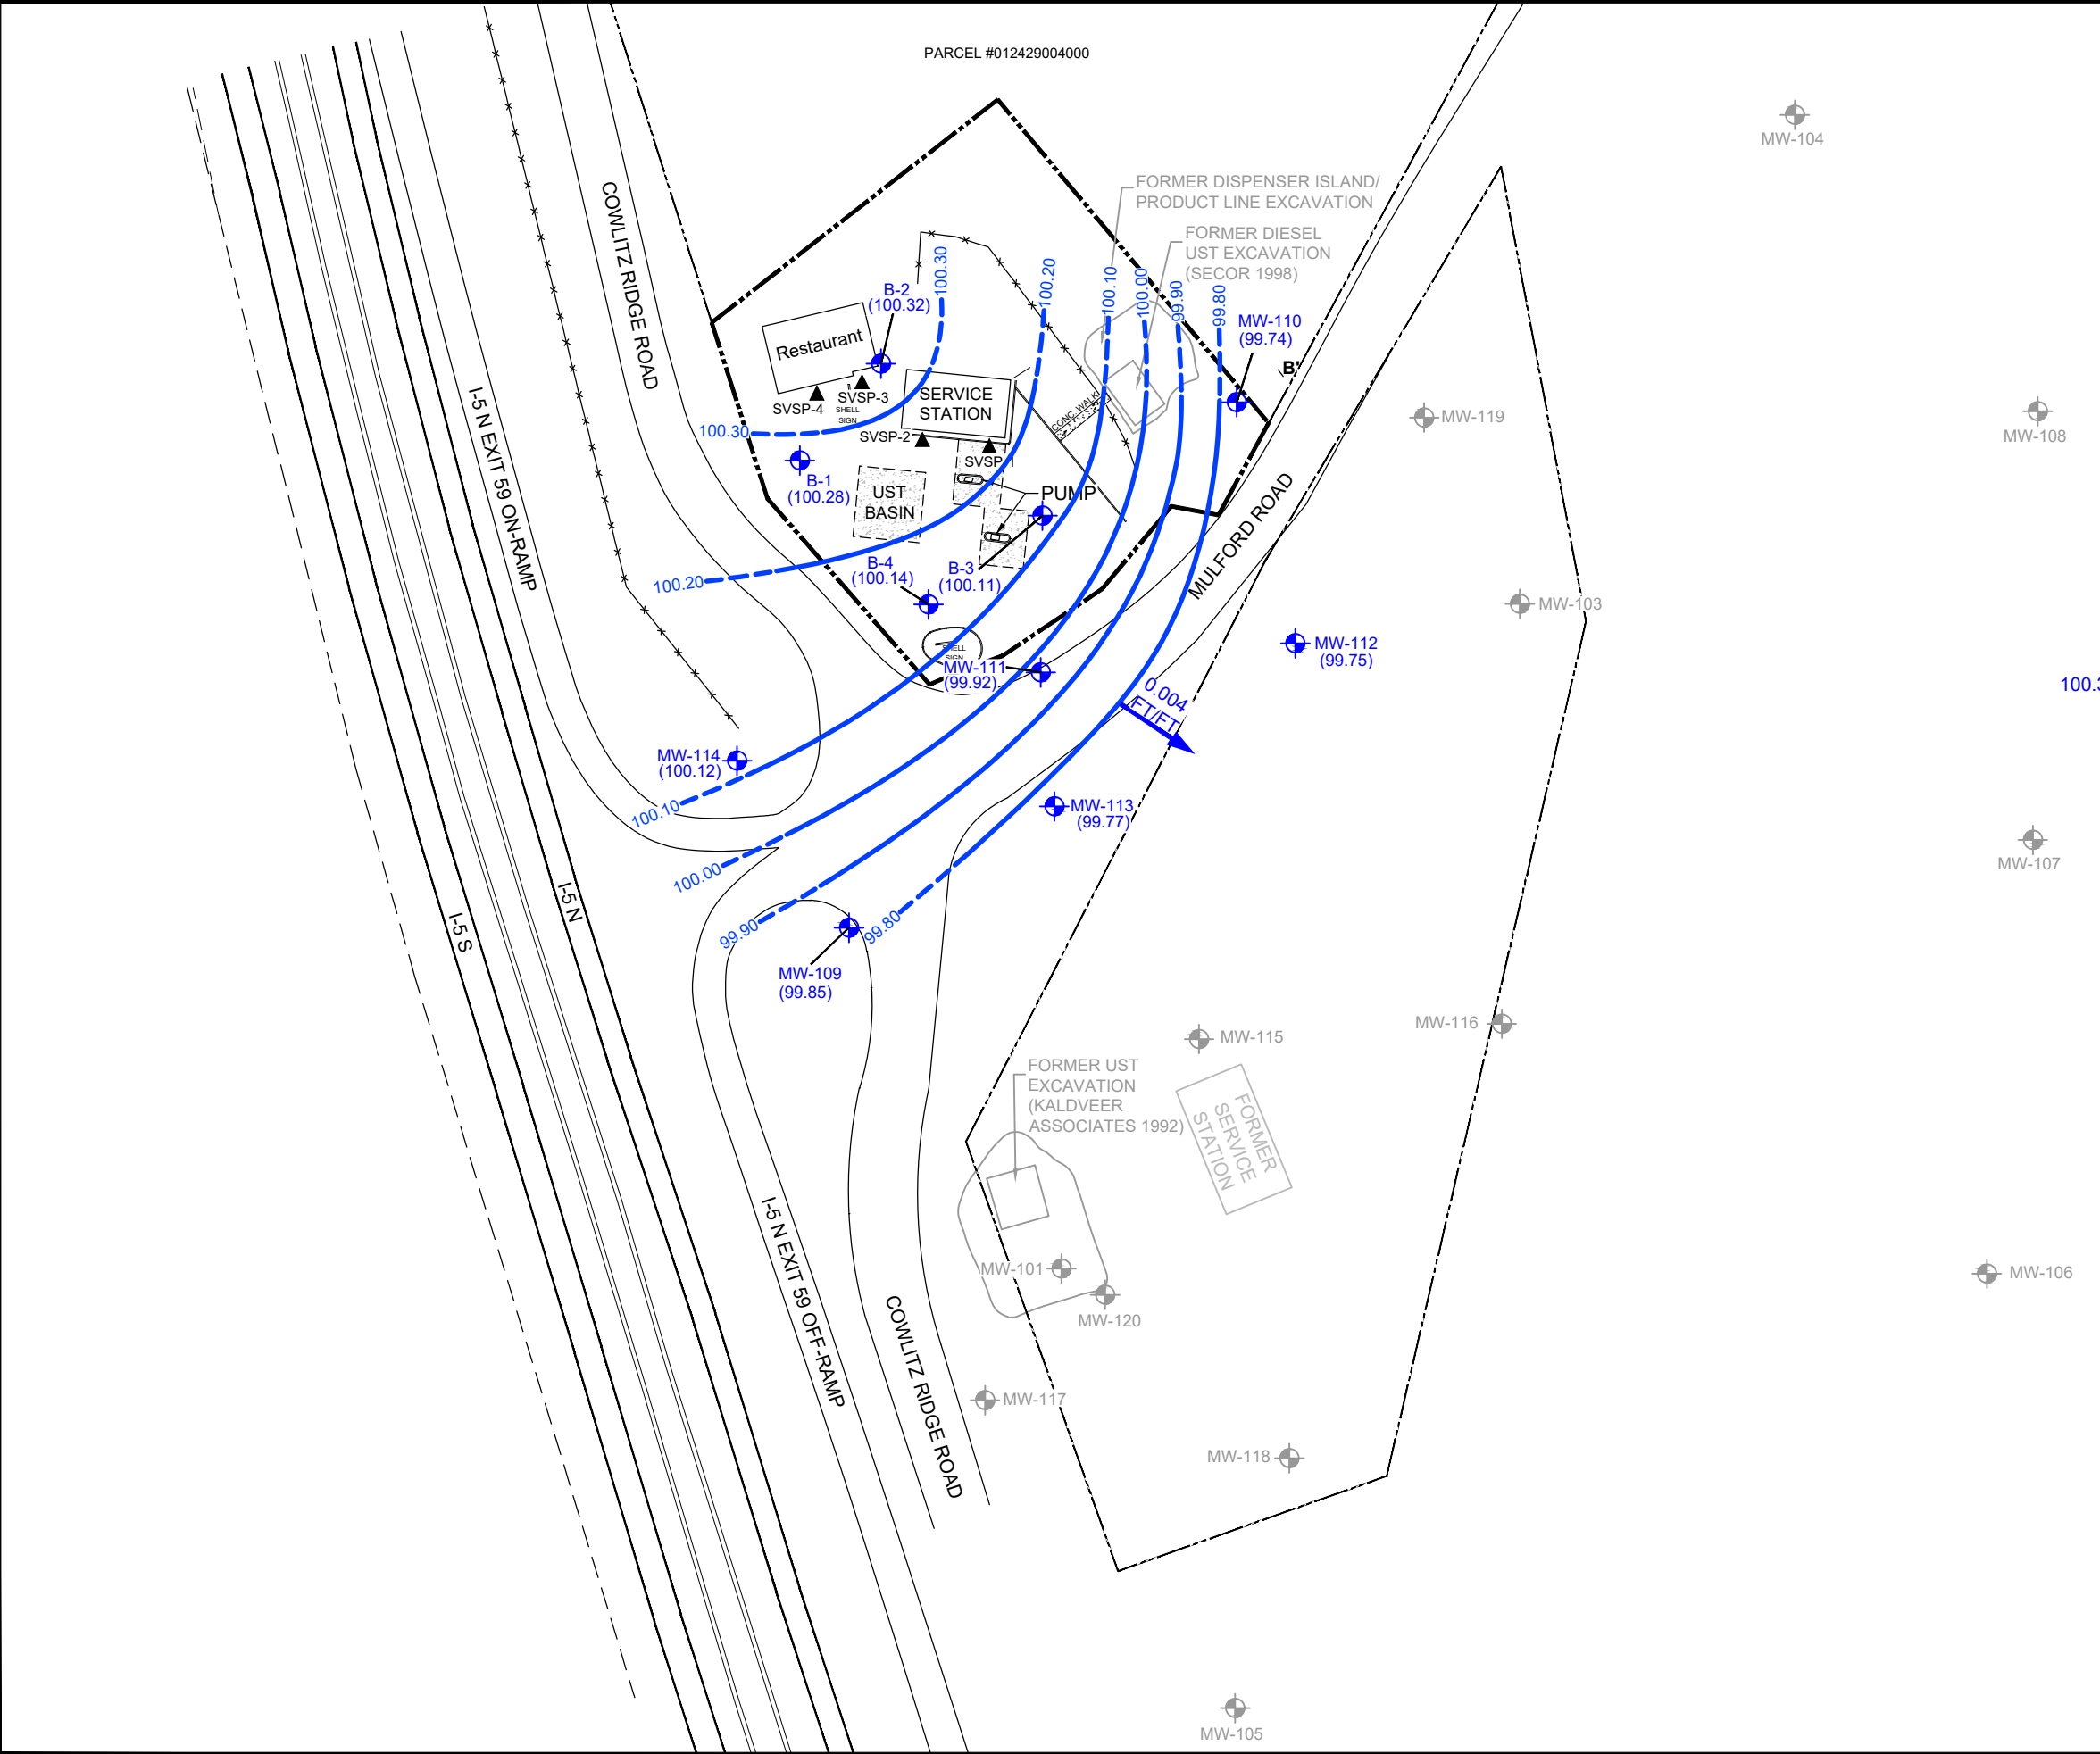 PARCEL #012429004000
MW-104
FORMER DISPENSER ISLAND/
PRODUCT LINE EXCAVATION
FORMER DIESEL
UST EXCAVATION
(SECOR 1998)
COWLITZ RIDGE ROAD
100.30
100.20
100.10
100.00
99.90
99.80
B-2
(100.32)
MW-110
(99.74)
Restaurant
B'
SVSP-4
SVSP-3
SHELL
SIGN
SERVICE
STATION
CONC. WALK
MW-119
MW-108
I-5 N EXIT 59 ON-RAMP
100.30
SVSP-2
SVSP-1
B-1
(100.28)
UST
BASIN
PUMP
MULFORD ROAD
100.20
B-4
(100.14)
B-3
(100.11)
MW-103
SHELL
SIGN
MW-111
(99.92)
MW-112
(99.75)
0.004
FT/FT
100.3
MW-114
(100.12)
100.10
MW-113
(99.77)
MW-107
100.00
I-5 N
I-5 S
99.90
99.80
MW-109
(99.85)
MW-116
MW-115
FORMER UST
EXCAVATION
(KALDVEER
ASSOCIATES 1992)
FORMER
SERVICE
STATION
I-5 N EXIT 59 OFF-RAMP
MW-101
MW-106
MW-120
COWLITZ RIDGE ROAD
MW-117
MW-118
MW-105